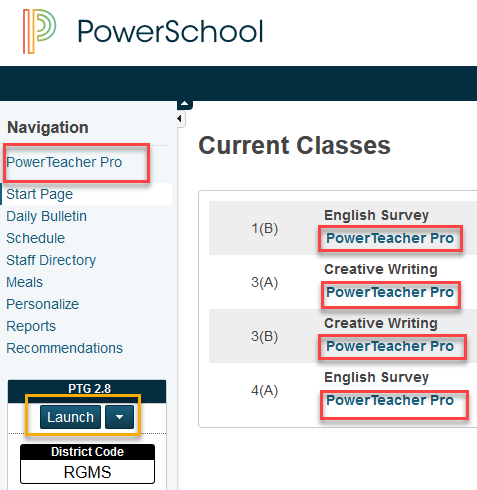 PowerSchool
Navigation
PowerTeacher Pro
Start Page
Daily Bulletin
Schedule
Staff Directory
Meals
Personalize
Reports
Recommendations
PTG 2.8
Launch
District Code
RGMS
Current Classes
1(B) English Survey
PowerTeacher Pro
3(A) Creative Writing
PowerTeacher Pro
3(B) Creative Writing
PowerTeacher Pro
4(A) English Survey
PowerTeacher Pro